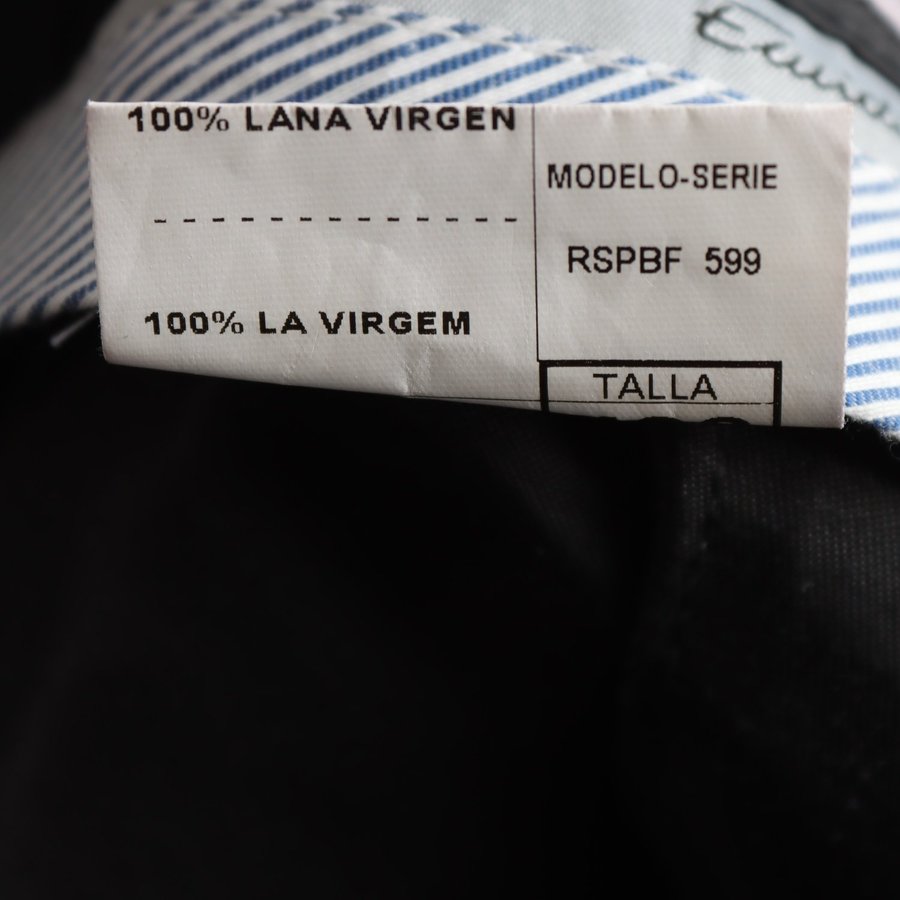 100% LANA VIRGEN
- - - - - - - - - - - - -
100% LA VIRGEM
MODELO-SERIE
RSPBF 599
TALLA